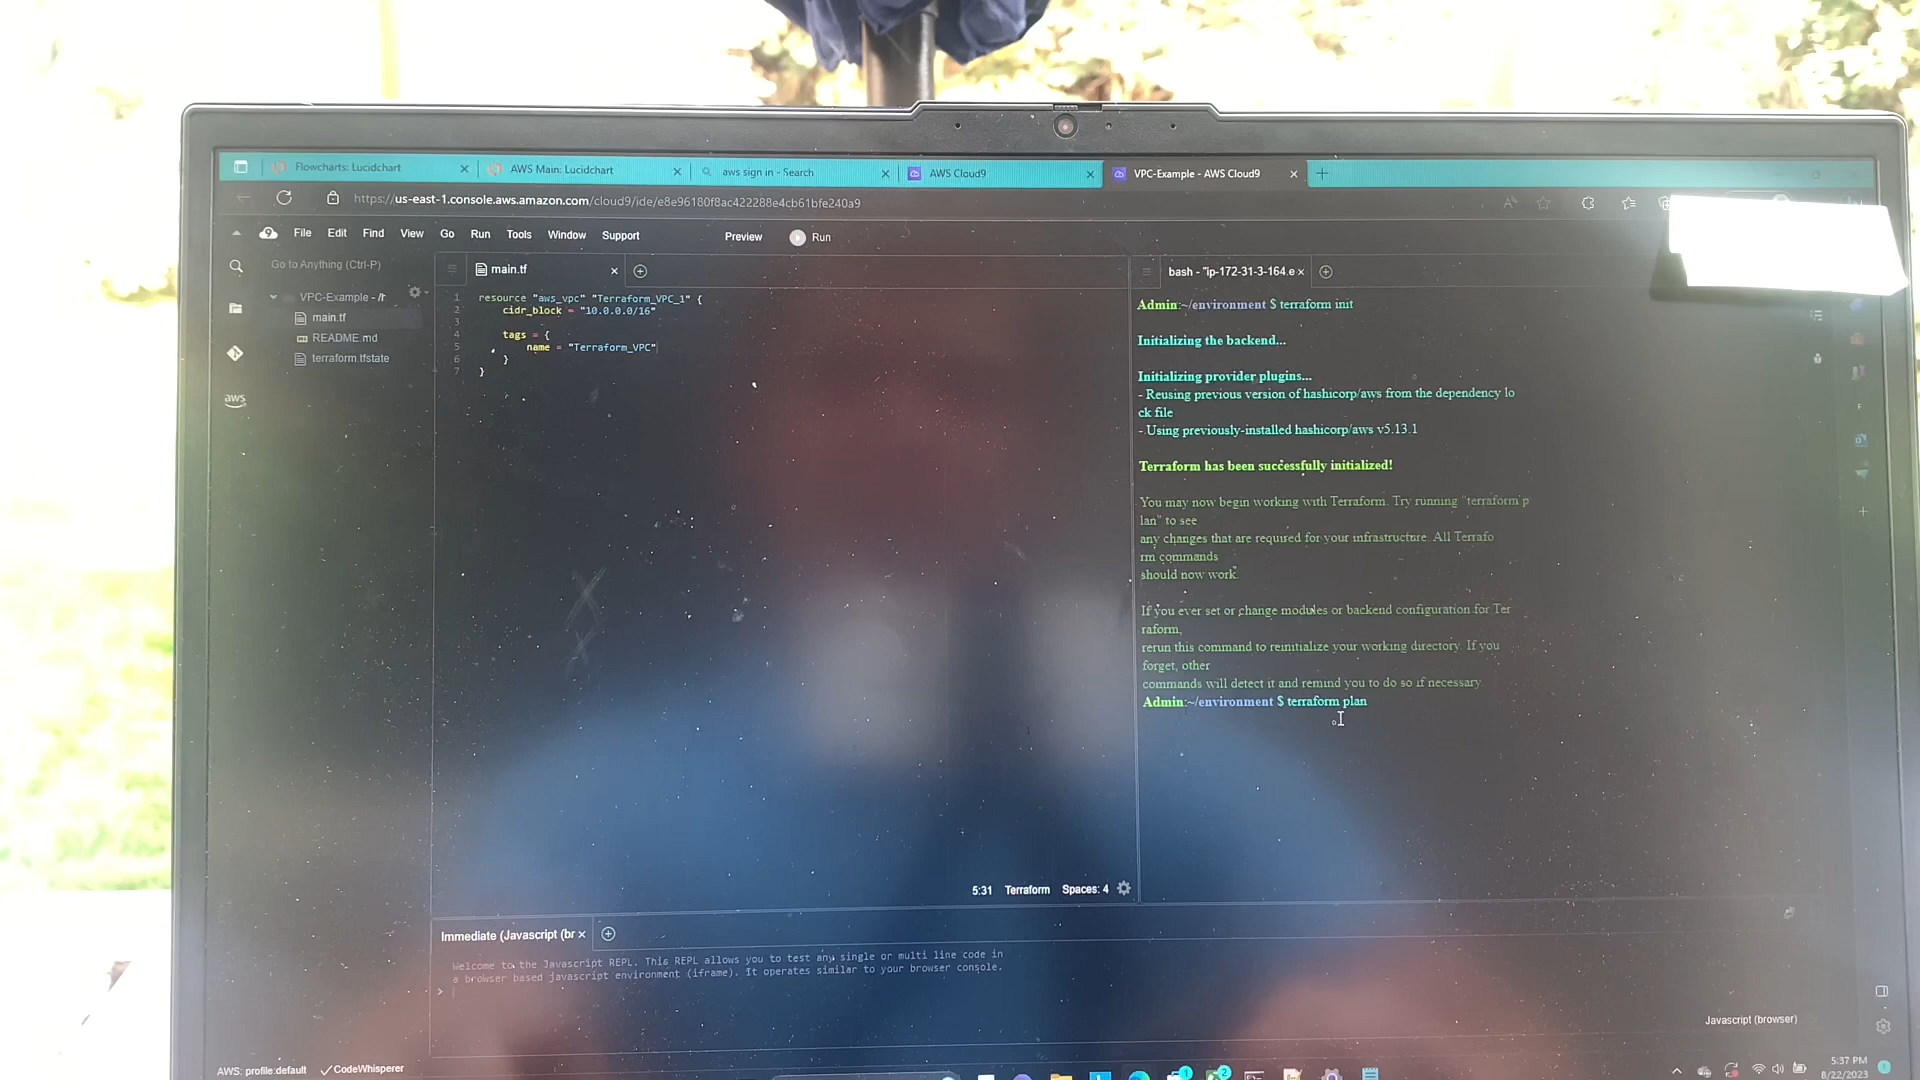 Flowcharts: Lucidchart
AWS Main: Lucidchart
aws sign in - Search
AWS Cloud9
VPC-Example - AWS Cloud9
https://us-east-1.console.aws.amazon.com/cloud9/ide/e8e96180f8ac422288e4cb61bfe240a9
File Edit Find View Go Run Tools Window Support Preview Run
Go to Anything (Ctrl-P)
VPC-Example - /
main.tf
README.md
terraform.tfstate
aws
main.tf
1 resource "aws_vpc" "Terraform_VPC_1" {
2 cidr_block = "10.0.0.0/16"
3
4 tags = {
5 name = "Terraform_VPC"
6 }
7 }
5:31 Terraform Spaces: 4
bash - "ip-172-31-3-164.e
Admin:~/environment $ terraform init
Initializing the backend...
Initializing provider plugins...
- Reusing previous version of hashicorp/aws from the dependency lo
ck file
- Using previously-installed hashicorp/aws v5.13.1
Terraform has been successfully initialized!
You may now begin working with Terraform. Try running "terraform p
lan" to see
any changes that are required for your infrastructure. All Terrafo
rm commands
should now work.
If you ever set or change modules or backend configuration for Ter
raform,
rerun this command to reinitialize your working directory. If you
forget, other
commands will detect it and remind you to do so if necessary.
Admin:~/environment $ terraform plan
Immediate (Javascript (br
Welcome to the Javascript REPL. This REPL allows you to test any single or multi line code in
a browser based javascript environment (iframe). It operates similar to your browser console.
>
Javascript (browser)
AWS: profile:default CodeWhisperer
5:37 PM
8/22/2023